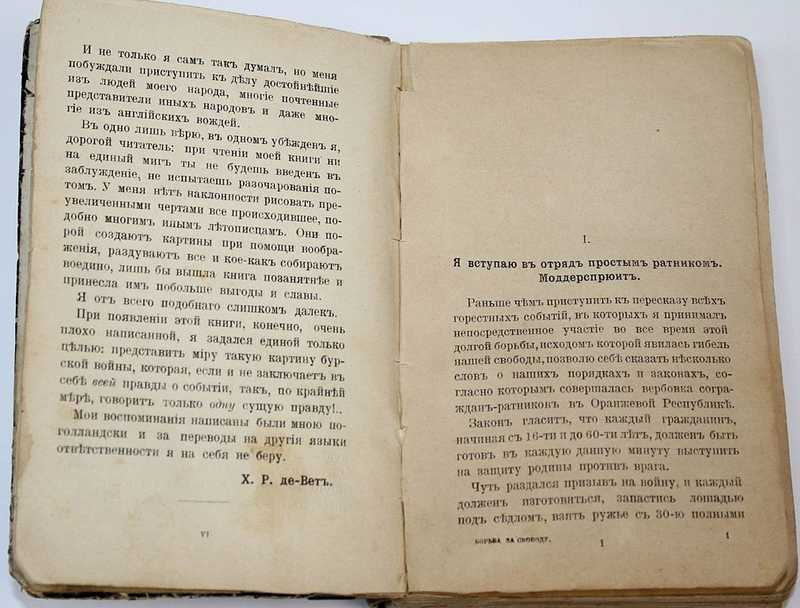 И не только я самъ такъ думалъ, но меня
побуждали приступить къ дѣлу достойнѣйшіе
изъ людей моего народа, многіе почтенные
представители иныхъ народовъ и даже мно-
гіе изъ англійскихъ вождей.
Въ одно лишь вѣрю, въ одномъ убѣжденъ я,
дорогой читатель: при чтеніи моей книги ни
на единый мигъ ты не будешь введенъ въ
заблужденіе, не испытаешь разочарованія по-
томъ. У меня нѣтъ наклонности рисовать пре-
увеличенными чертами все происходившее, по-
добно многимъ инымъ лѣтописцамъ. Они по-
рой создаютъ картины при помощи вообра-
женія, раздуваютъ все и кое-какъ собираютъ
воедино, лишь бы вышла книга позанятнѣе и
принесла имъ побольше выгоды и славы.
Я отъ всего подобнаго слишкомъ далекъ.
При появленіи этой книги, конечно, очень
плохо написанной, я задался единой только
цѣлью: представить міру такую картину бур-
ской войны, которая, если и не заключаетъ въ
себѣ всей правды о событіи, такъ, по крайнѣй
мѣрѣ, говоритъ только одну сущую правду!..
Мои воспоминанія написаны были мною по-
голландски и за переводы на другія языки
отвѣтственности я на себя не беру.
Х. Р. де-Ветъ.
VI
I.
Я вступаю въ отрядъ простымъ ратникомъ.
Моддерспрюитъ.
Раньше чѣмъ приступить къ пересказу всѣхъ
горестныхъ событій, въ которыхъ я принималъ
непосредственное участіе во все время этой
долгой борьбы, исходомъ которой явилась гибель
нашей свободы, позволю себѣ сказать нѣсколько
словъ о нашихъ порядкахъ и законахъ, со-
гласно которымъ совершалась вербовка согра-
жданъ-ратниковъ въ Оранжевой Республикѣ.
Законъ гласитъ, что каждый гражданинъ,
начиная съ 16-ти и до 60-ти лѣтъ, долженъ быть
готовъ въ каждую данную минуту выступить
на защиту родины противъ врага.
Чуть раздался призывъ на войну, и каждый
долженъ изготовиться, запастись лошадью
подъ сѣдломъ, взять ружье съ 30-ю полными
БОРЬБА ЗА СВОБОДУ. 1 1